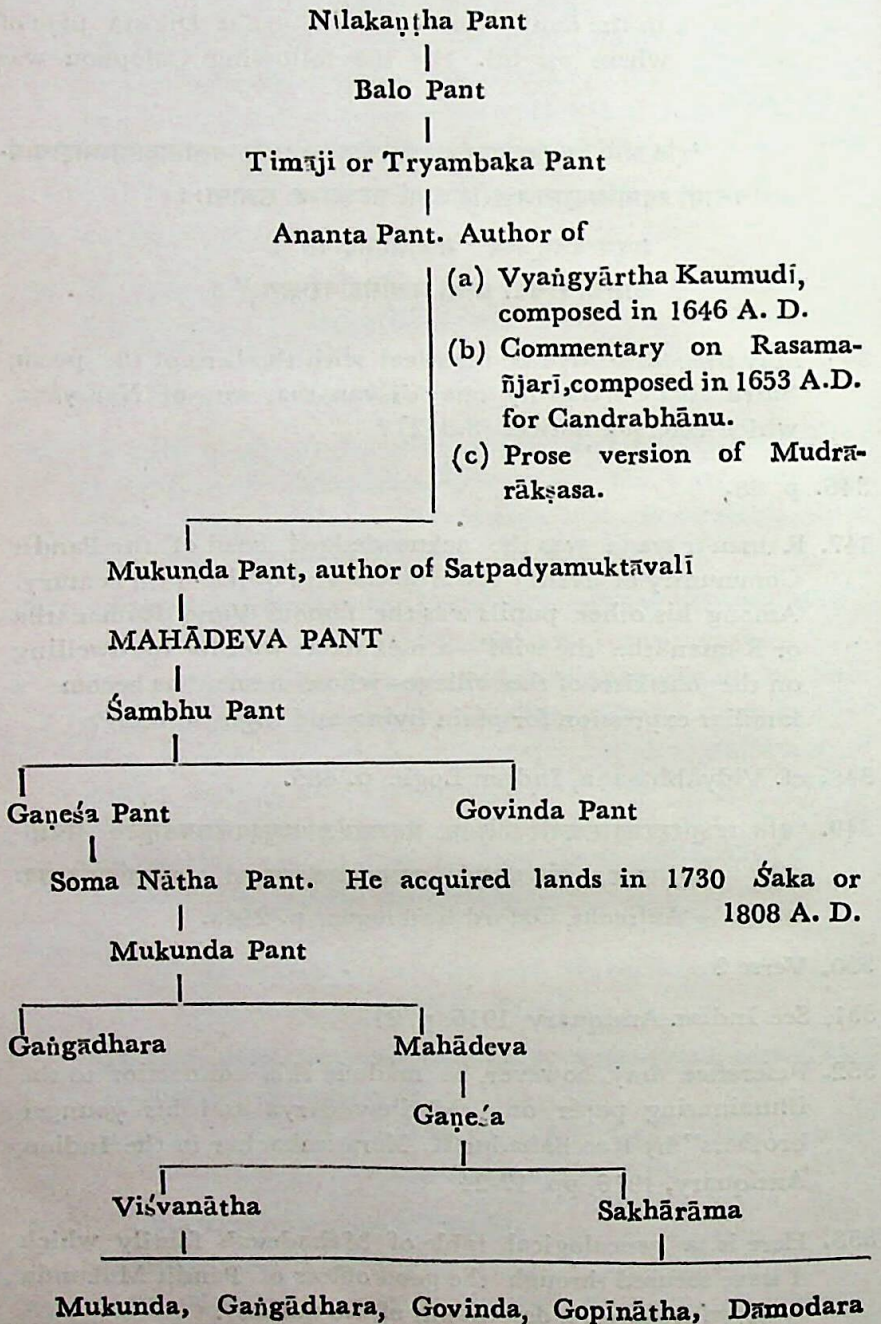 Nīlakaṇṭha Pant
Balo Pant
Timāji or Tryambaka Pant
Ananta Pant. Author of
(a) Vyaṅgyārtha Kaumudī,
composed in 1646 A. D.
(b) Commentary on Rasama-
ñjarī,composed in 1653 A.D.
for Candrabhānu.
(c) Prose version of Mudrā-
rākṣasa.
Mukunda Pant, author of Satpadyamuktāvalī
MAHĀDEVA PANT
Śambhu Pant
Gaṇeśa Pant Govinda Pant
Soma Nātha Pant. He acquired lands in 1730 Śaka or
1808 A. D.
Mukunda Pant
Gaṅgādhara Mahādeva
Gaṇeśa
Viśvanātha Sakhārāma
Mukunda, Gaṅgādhara, Govinda, Gopīnātha, Dāmodara